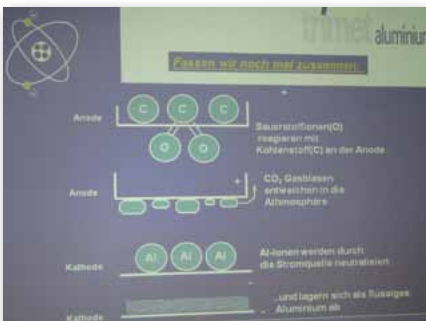 trimet aluminium
Fassen wir noch mal zusammen:
C C C
Anode
Sauerstoffionen(O)
reagieren mit
Kohlenstoff(C) an der Anode
O O
CO₂ Gasblasen
entweichen in die
Athmosphäre
Anode
+
Al Al Al
Al-Ionen werden durch
die Stromquelle neutralisiert
Kathode
...und lagern sich als flüssiges
Aluminium ab
Kathode